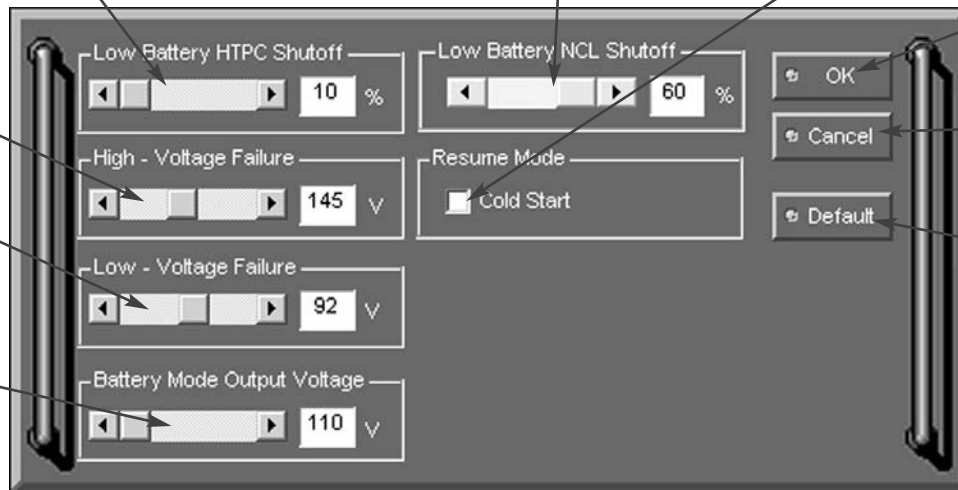 Low Battery HTPC Shutoff
10 %
Low Battery NCL Shutoff
60 %
OK
Cancel
High - Voltage Failure
145 V
Resume Mode
Cold Start
Default
Low - Voltage Failure
92 V
Battery Mode Output Voltage
110 V